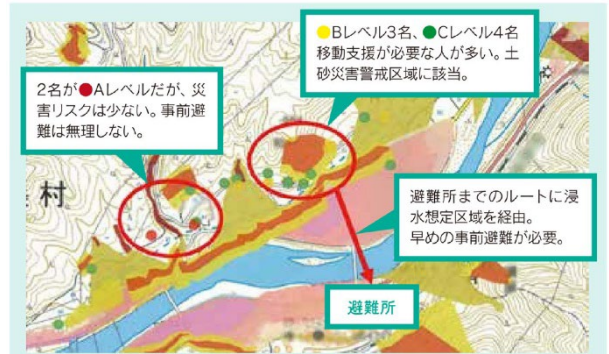 ●Bレベル3名、●Cレベル4名
移動支援が必要な人が多い。土
砂災害警戒区域に該当。
2名が●Aレベルだが、災
害リスクは少ない。事前避
難は無理しない。
村
避難所までのルートに浸
水想定区域を経由。
早めの事前避難が必要。
避難所